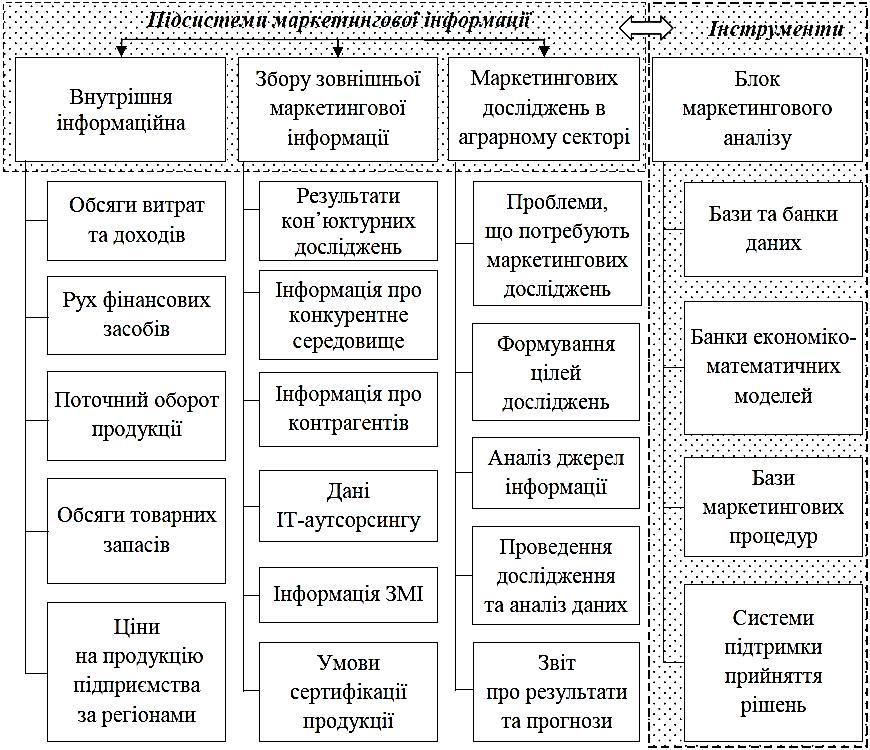 Підсистеми маркетингової інформації
Інструменти
Внутрішня
інформаційна
Збору зовнішньої
маркетингової
інформації
Маркетингових
досліджень в
аграрному секторі
Блок
маркетингового
аналізу
Обсяги витрат
та доходів
Рух фінансових
засобів
Поточний оборот
продукції
Обсяги товарних
запасів
Ціни
на продукцію
підприємства
за регіонами
Результати
кон’юктурних
досліджень
Інформація про
конкурентне
середовище
Інформація про
контрагентів
Дані
ІТ-аутсорсингу
Інформація ЗМІ
Умови
сертифікації
продукції
Проблеми,
що потребують
маркетингових
досліджень
Формування
цілей
досліджень
Аналіз джерел
інформації
Проведення
дослідження
та аналіз даних
Звіт
про результати
та прогнози
Бази та банки
даних
Банки економіко-
математичних
моделей
Бази
маркетингових
процедур
Системи
підтримки
прийняття
рішень